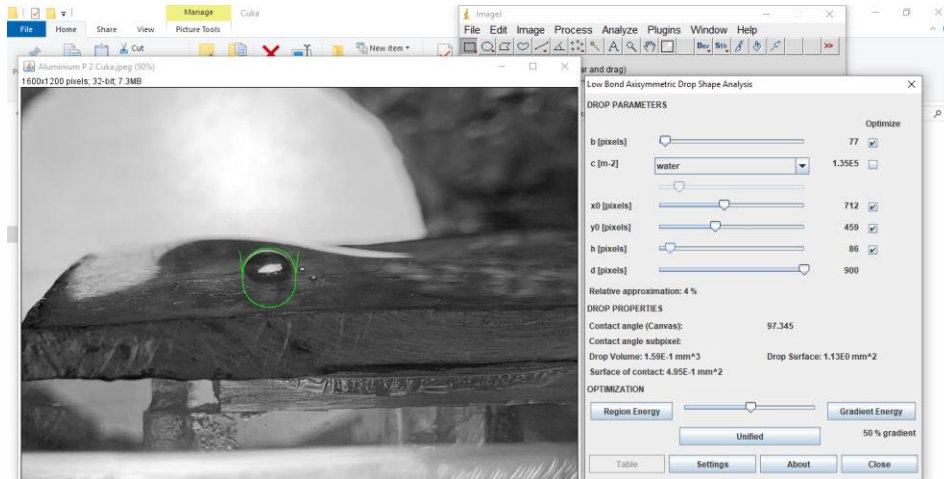 Manage
Cuka
File Home Share View Picture Tools
Cut
New item
ImageJ
File Edit Image Process Analyze Plugins Window Help
Dev Stk
>>
ar and drag)
Aluminium P 2 Cuka.jpeg (50%)
1600x1200 pixels; 32-bit; 7.3MB
Low Bond Axisymmetric Drop Shape Analysis
DROP PARAMETERS
Optimize
b [pixels] 77
c [m-2] water 1.35E5
x0 [pixels] 712
y0 [pixels] 459
h [pixels] 86
d [pixels] 900
Relative approximation: 4 %
DROP PROPERTIES
Contact angle (Canvas): 97.345
Contact angle subpixel:
Drop Volume: 1.59E-1 mm^3 Drop Surface: 1.13E0 mm^2
Surface of contact: 4.95E-1 mm^2
OPTIMIZATION
Region Energy Gradient Energy
Unified 50 % gradient
Table Settings About Close